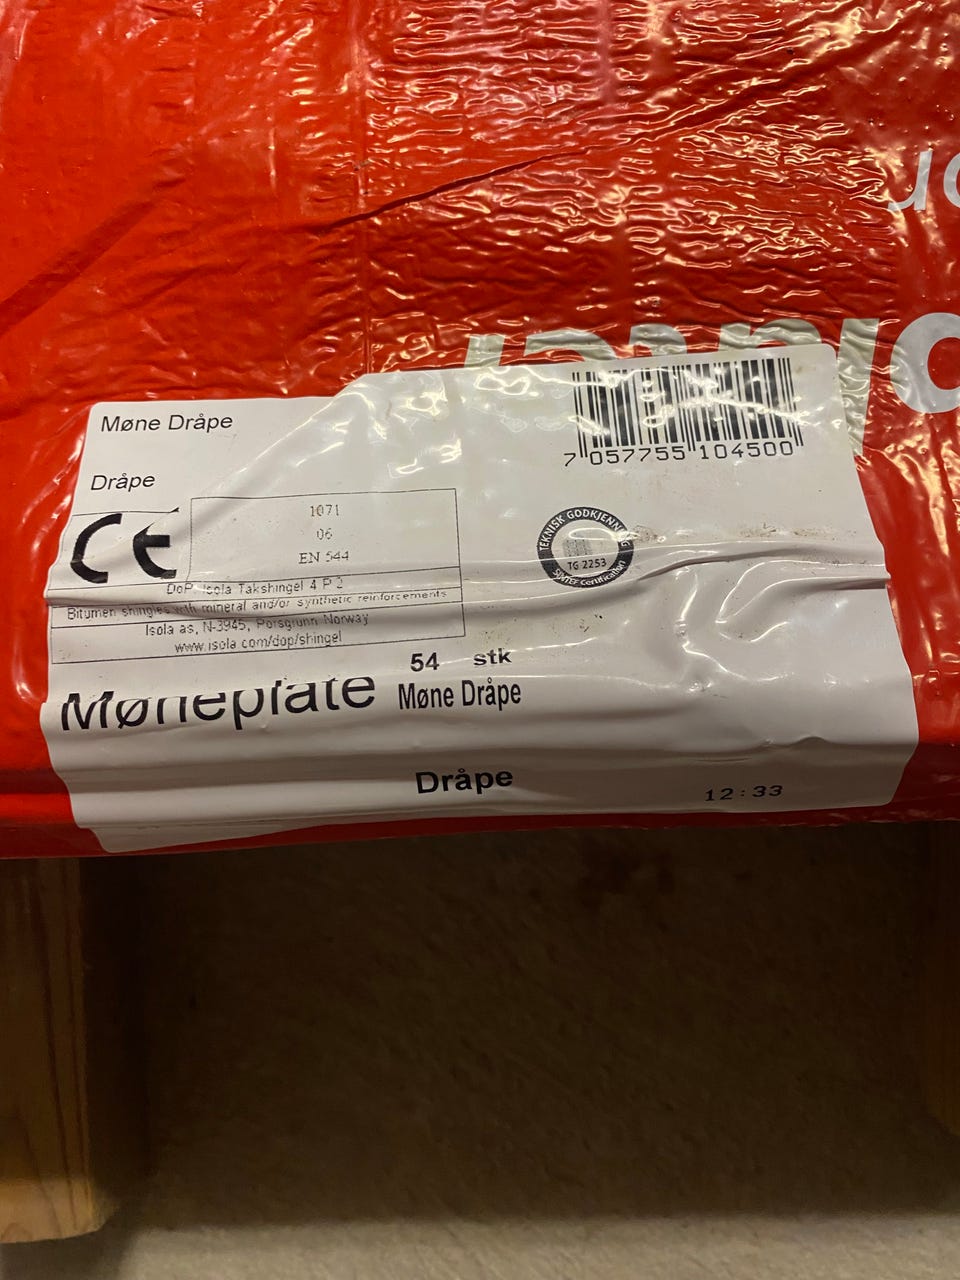 Møne Dråpe
7 057755 104500
Dråpe
CE
1071
06
EN 544
TEKNISK GODKJENNING
TG 2253
SINTEF Certification
DoP Isola Takshingel 4 P 2
Bitumen shingles with mineral and/or synthetic reinforcements
Isola as, N-3945, Porsgrunn Norway
www.isola.com/dop/shingel
54 stk
Møneplate Møne Dråpe
Dråpe
12:33